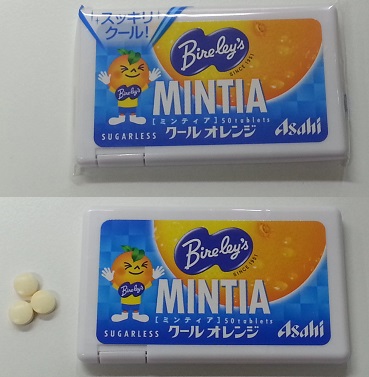 スッキリ
クール!
Bireley's
SINCE 1951
Bireley's
MINTIA
[ミンティア] 50 tablets
SUGARLESS
クール オレンジ
Asahi
Bireley's
SINCE 1951
Bireley's
MINTIA
[ミンティア] 50 tablets
SUGARLESS
クール オレンジ
Asahi